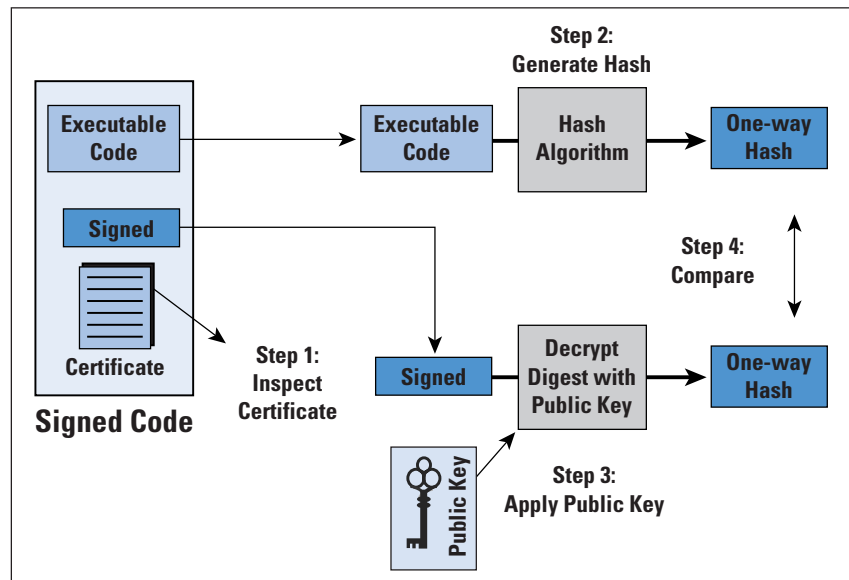 Step 2:
Generate Hash
Executable
Code
Executable
Code
Hash
Algorithm
One-way
Hash
Signed
Step 4:
Compare
Certificate
Step 1:
Inspect
Certificate
Signed
Decrypt
Digest with
Public Key
One-way
Hash
Signed Code
Public Key
Step 3:
Apply Public Key